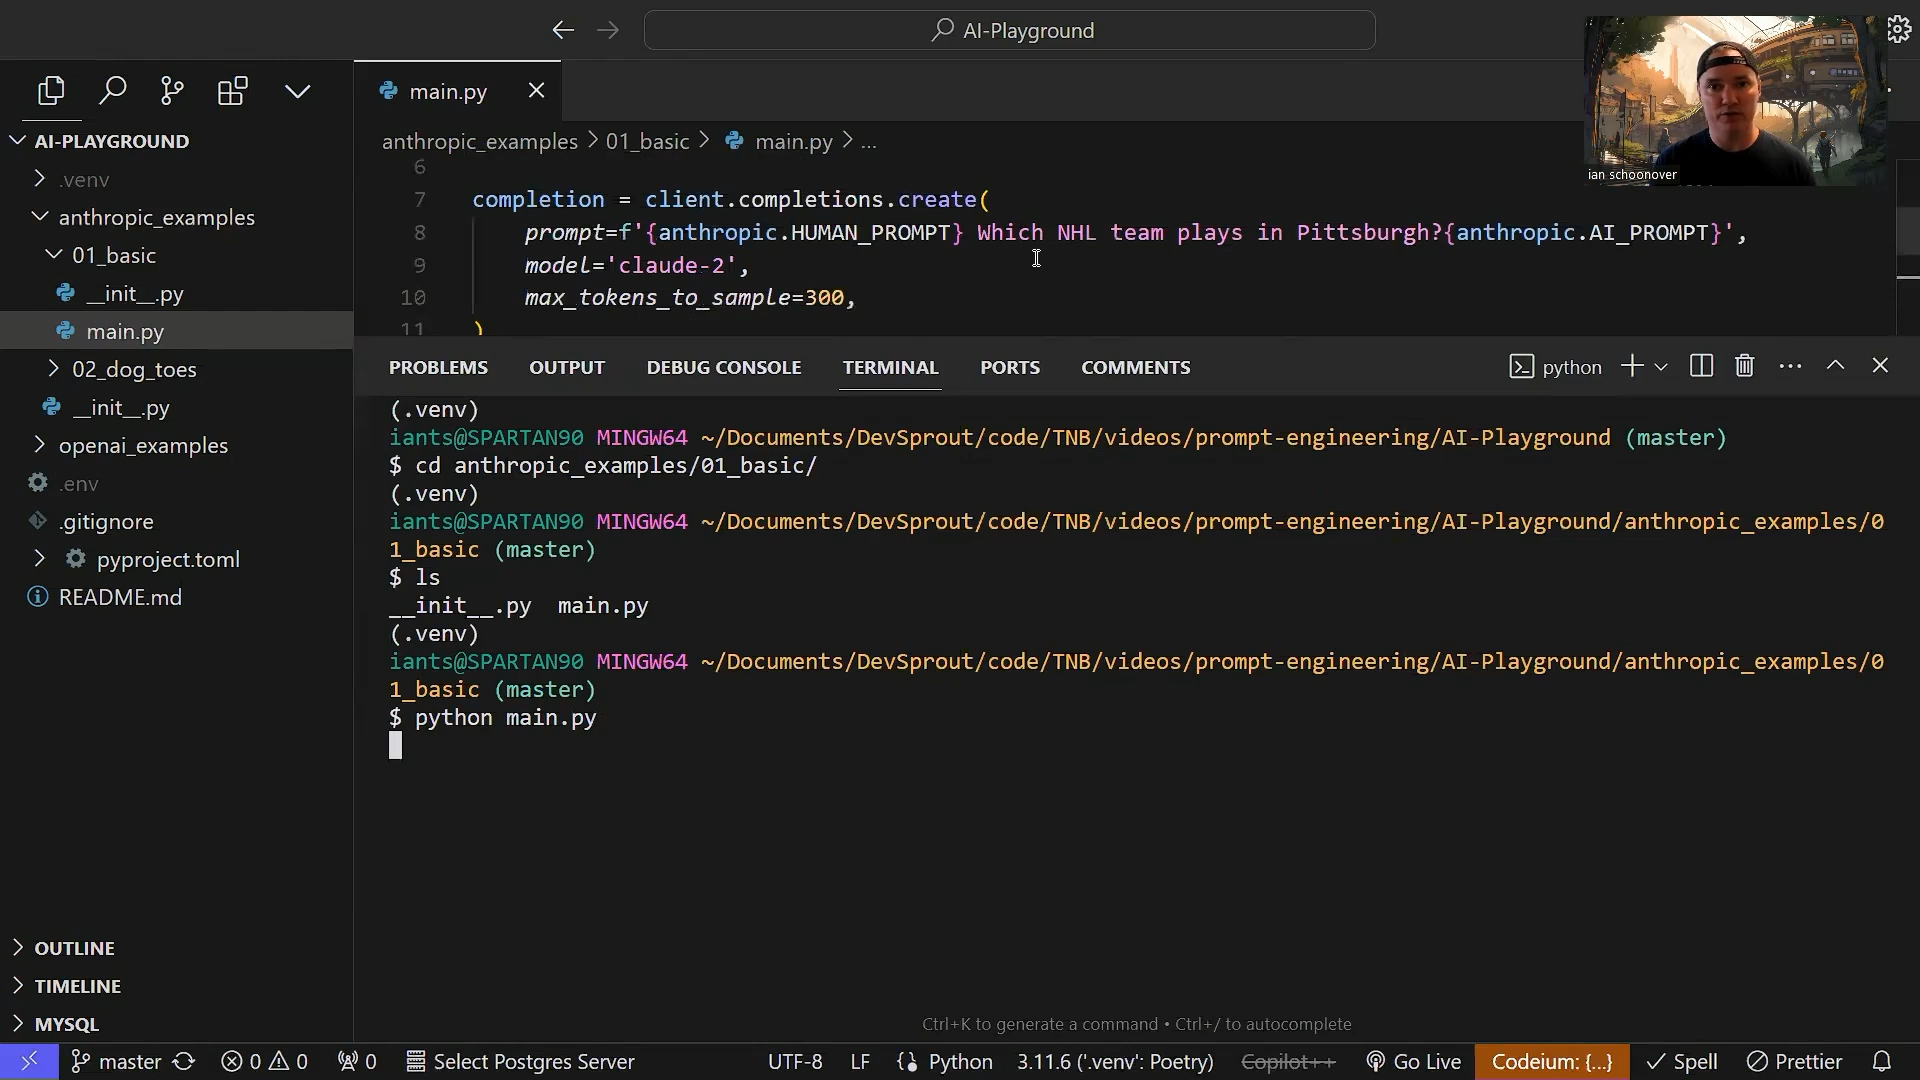 AI-Playground
main.py
ian schoonover
AI-PLAYGROUND
.venv
anthropic_examples
01_basic
__init__.py
main.py
02_dog_toes
__init__.py
openai_examples
.env
.gitignore
pyproject.toml
README.md
OUTLINE
TIMELINE
MYSQL
anthropic_examples > 01_basic > main.py > ...
6
7 completion = client.completions.create(
8 prompt=f'{anthropic.HUMAN_PROMPT} Which NHL team plays in Pittsburgh?{anthropic.AI_PROMPT}',
9 model='claude-2',
10 max_tokens_to_sample=300,
11 )
PROBLEMS OUTPUT DEBUG CONSOLE TERMINAL PORTS COMMENTS python
(.venv)
iants@SPARTAN90 MINGW64 ~/Documents/DevSprout/code/TNB/videos/prompt-engineering/AI-Playground (master)
$ cd anthropic_examples/01_basic/
(.venv)
iants@SPARTAN90 MINGW64 ~/Documents/DevSprout/code/TNB/videos/prompt-engineering/AI-Playground/anthropic_examples/0
1_basic (master)
$ ls
__init__.py main.py
(.venv)
iants@SPARTAN90 MINGW64 ~/Documents/DevSprout/code/TNB/videos/prompt-engineering/AI-Playground/anthropic_examples/0
1_basic (master)
$ python main.py
Ctrl+K to generate a command • Ctrl+/ to autocomplete
master 0 0 0 Select Postgres Server UTF-8 LF Python 3.11.6 ('.venv': Poetry) Copilot++ Go Live Codeium: {...} Spell Prettier